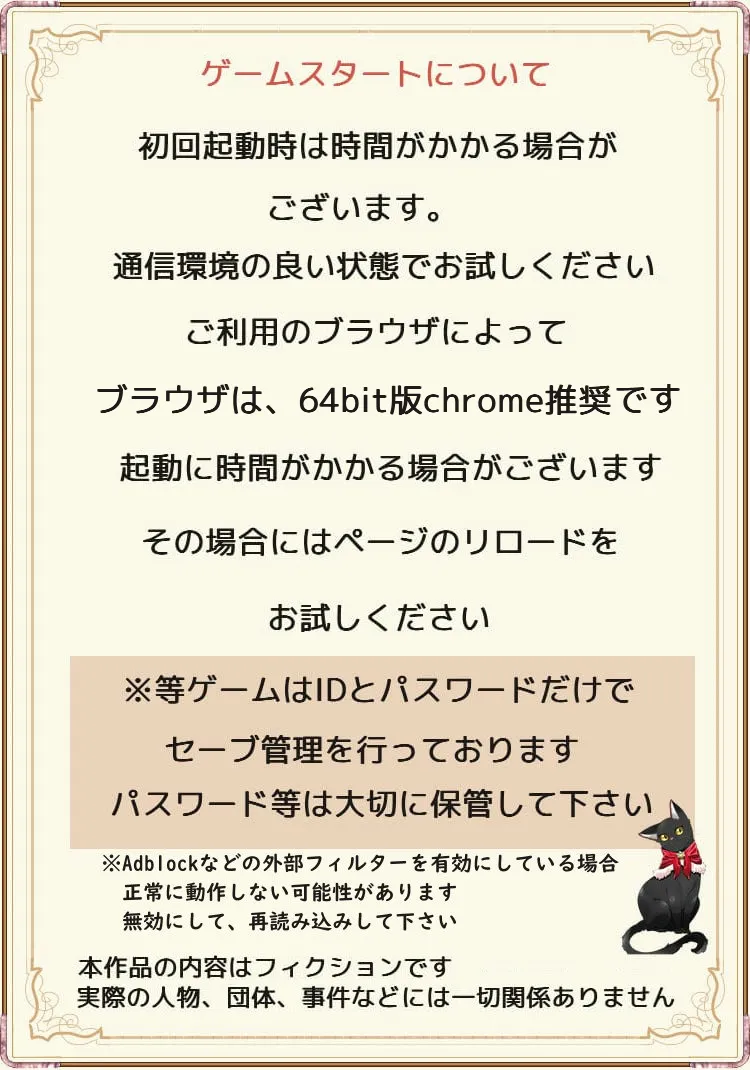 ゲームスタートについて
初回起動時は時間がかかる場合が
ございます。
通信環境の良い状態でお試しください
ご利用のブラウザによって
ブラウザは、64bit版chrome推奨です
起動に時間がかかる場合がございます
その場合にはページのリロードを
お試しください
※等ゲームはIDとパスワードだけで
セーブ管理を行っております
パスワード等は大切に保管して下さい
※Adblockなどの外部フィルターを有効にしている場合
正常に動作しない可能性があります
無効にして、再読み込みして下さい
本作品の内容はフィクションです
実際の人物、団体、事件などには一切関係ありません